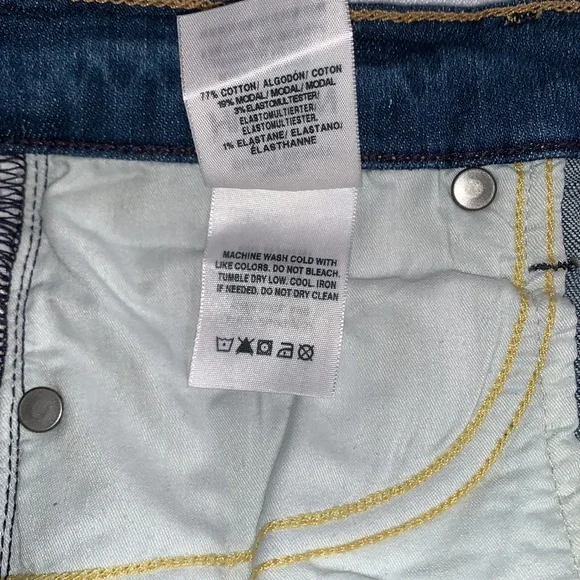 77% COTTON/ ALGODÓN/ COTON
19% MODAL/ MODAL/ MODAL
3% ELASTOMULTIESTER/
ELASTOMULTIERTER/
ELASTOMULTIESTER.
1% ELASTANE/ ELASTANO/
ÉLASTHANNE
MACHINE WASH COLD WITH
LIKE COLORS. DO NOT BLEACH.
TUMBLE DRY LOW. COOL. IRON
IF NEEDED. DO NOT DRY CLEAN